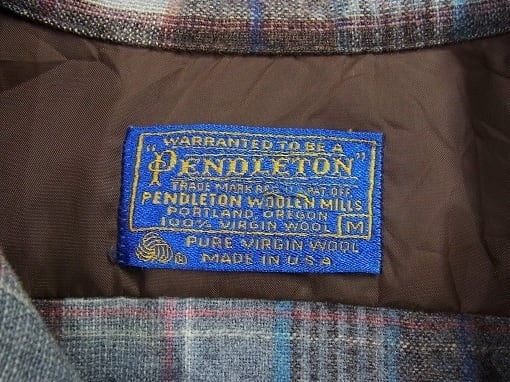 WARRANTED TO BE A
"PENDLETON"
TRADE MARK REG. U.S. PAT. OFF.
PENDLETON WOOLEN MILLS
PORTLAND, OREGON
100% VIRGIN WOOL M
PURE VIRGIN WOOL
MADE IN U.S.A